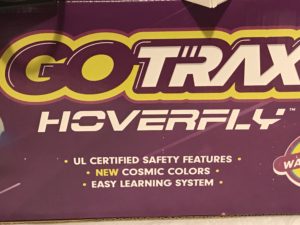 GOTRAX
HOVERFLY™
• UL CERTIFIED SAFETY FEATURES •
• NEW COSMIC COLORS •
• EASY LEARNING SYSTEM •